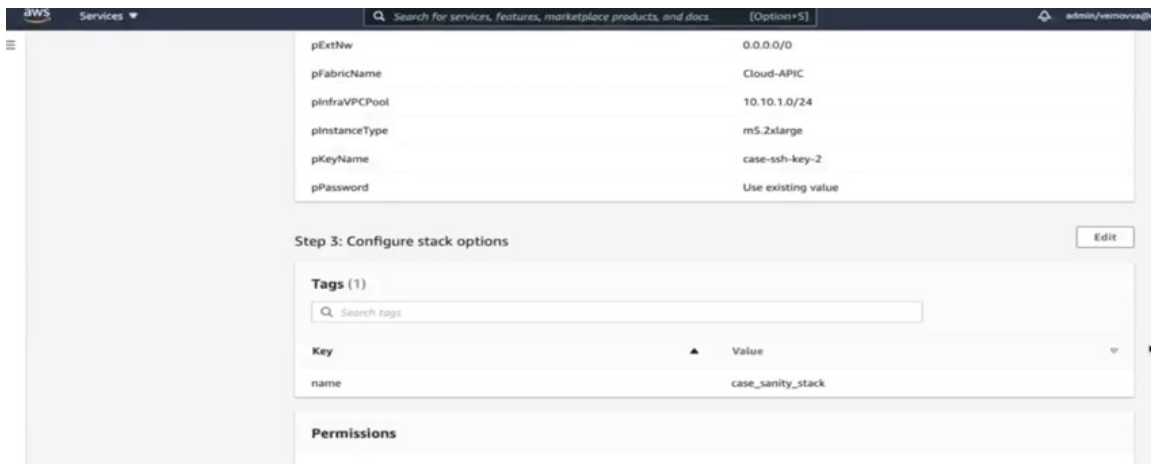 aws Services ▼ Search for services, features, marketplace products, and docs [Option+S] admin/vemovva@
pExtNw 0.0.0.0/0
pFabricName Cloud-APIC
pInfraVPCPool 10.10.1.0/24
pInstanceType m5.2xlarge
pKeyName case-ssh-key-2
pPassword Use existing value
Step 3: Configure stack options Edit
Tags (1)
Search tags
Key ▲ Value ▽
name case_sanity_stack
Permissions